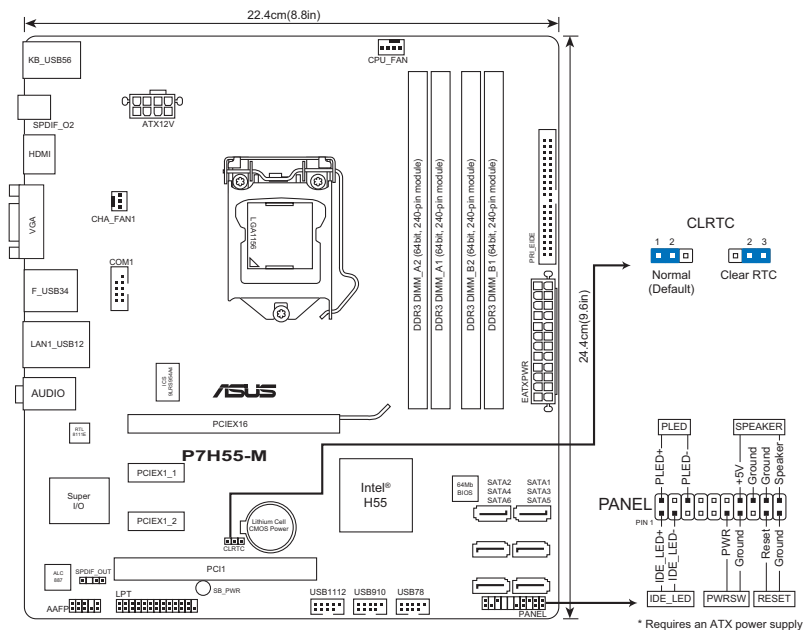 22.4cm(8.8in)
KB_USB56
CPU_FAN
SPDIF_O2
ATX12V
HDMI
CHA_FAN1
VGA
LGA1156
COM1
F_USB34
LAN1_USB12
AUDIO
DDR3 DIMM_A2 (64bit, 240-pin module)
DDR3 DIMM_A1 (64bit, 240-pin module)
DDR3 DIMM_B2 (64bit, 240-pin module)
DDR3 DIMM_B1 (64bit, 240-pin module)
PRI_EIDE
EATXPWR
24.4cm(9.6in)
CLRTC
1 2
2 3
Normal
(Default)
Clear RTC
ICS
ASUS
RTL
8111E
PCIEX16
P7H55-M
PCIEX1_1
Super
I/O
PCIEX1_2
CLRTC
Lithium Cell
CMOS Power
Intel®
H55
64Mb
BIOS
SATA2
SATA4
SATA6
SATA1
SATA3
SATA5
ALC
887
SPDIF_OUT
PCI1
SB_PWR
AAFP
LPT
USB1112
USB910
USB78
PANEL
PLED
SPEAKER
PLED+
PLED-
+5V
Ground
Ground
Speaker
PANEL
PIN 1
IDE_LED+
IDE_LED-
PWR
Ground
Reset
Ground
IDE_LED
PWRSW
RESET
* Requires an ATX power supply